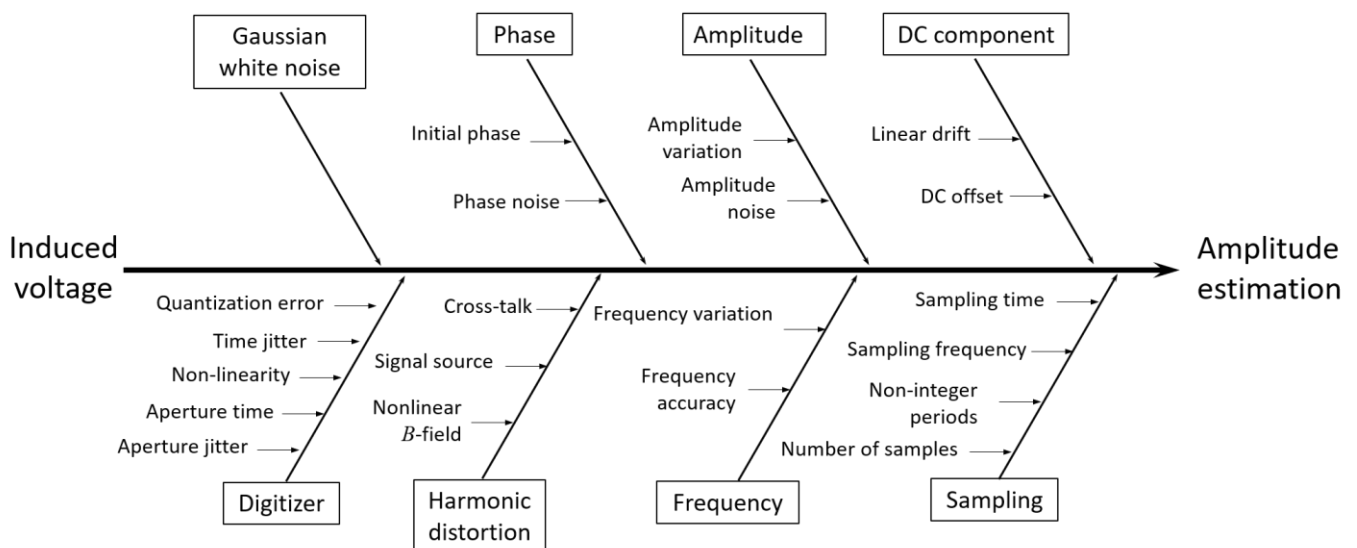 Gaussian
white noise
Phase
Amplitude
DC component
Initial phase
Phase noise
Amplitude
variation
Amplitude
noise
Linear drift
DC offset
Induced
voltage
Amplitude
estimation
Quantization error
Time jitter
Non-linearity
Aperture time
Aperture jitter
Digitizer
Cross-talk
Signal source
Nonlinear
B-field
Harmonic
distortion
Frequency variation
Frequency
accuracy
Frequency
Sampling time
Sampling frequency
Non-integer
periods
Number of samples
Sampling